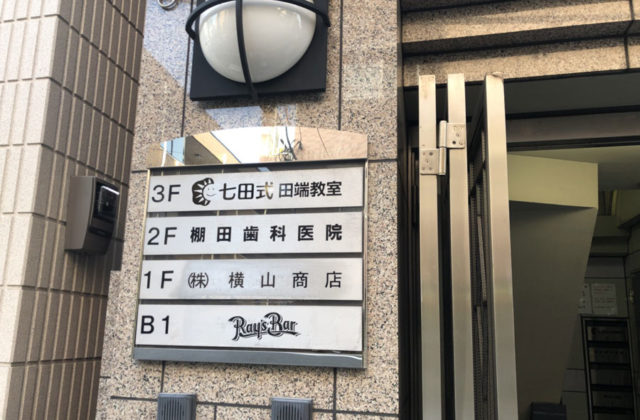 3F 七田式 田端教室
2F 棚田歯科医院
1F ㈱ 横山商店
B1 Ray's Bar